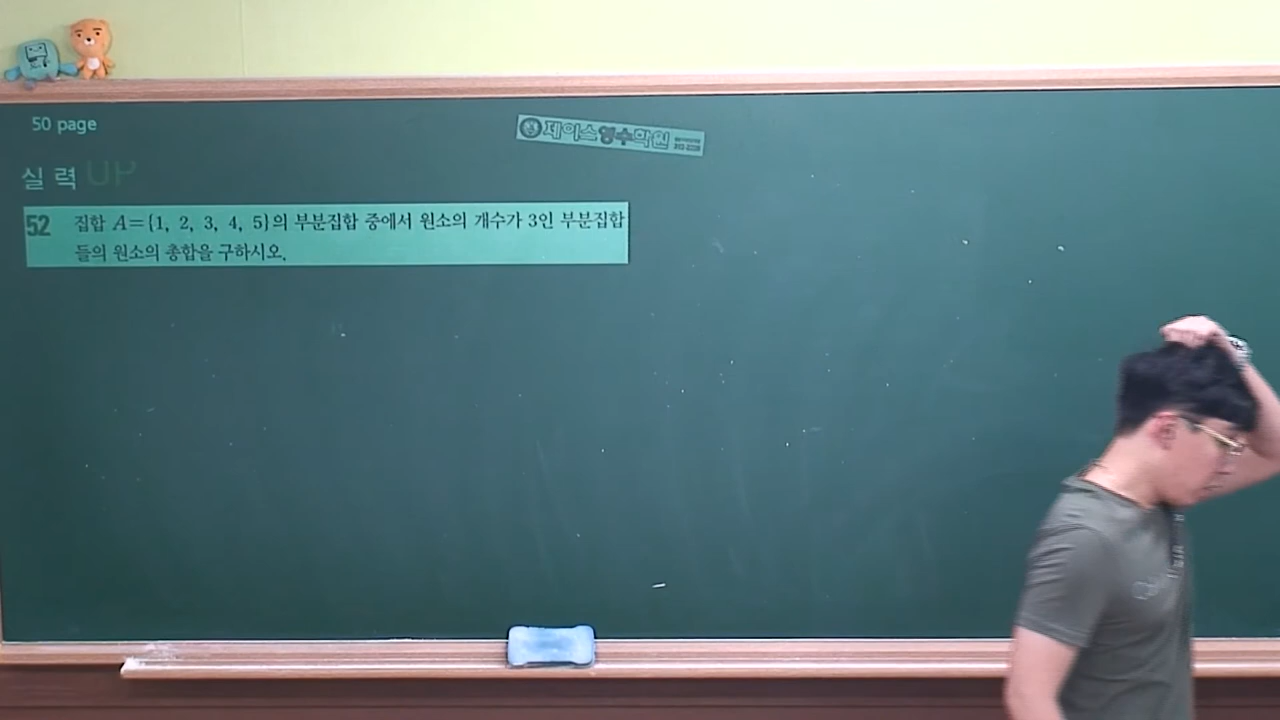 50 page
제이스영수학원
실력 UP
52 집합 A={1, 2, 3, 4, 5}의 부분집합 중에서 원소의 개수가 3인 부분집합
들의 원소의 총합을 구하시오.